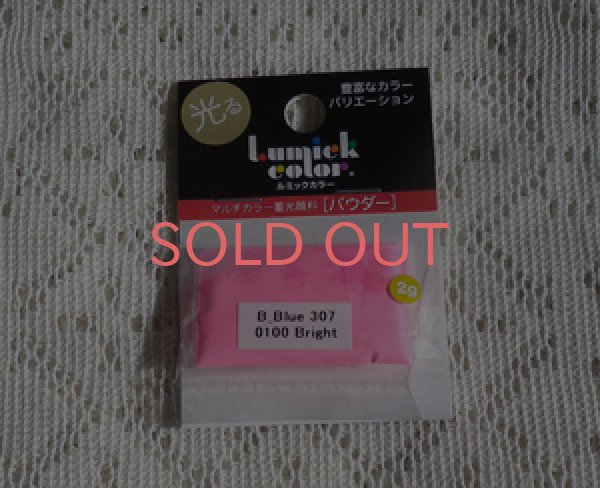 光る
豊富なカラー
バリエーション
Lumick
color.
ルミックカラー
マルチカラー蓄光顔料 [パウダー]
SOLD OUT
2g
B_Blue 307
0100 Bright